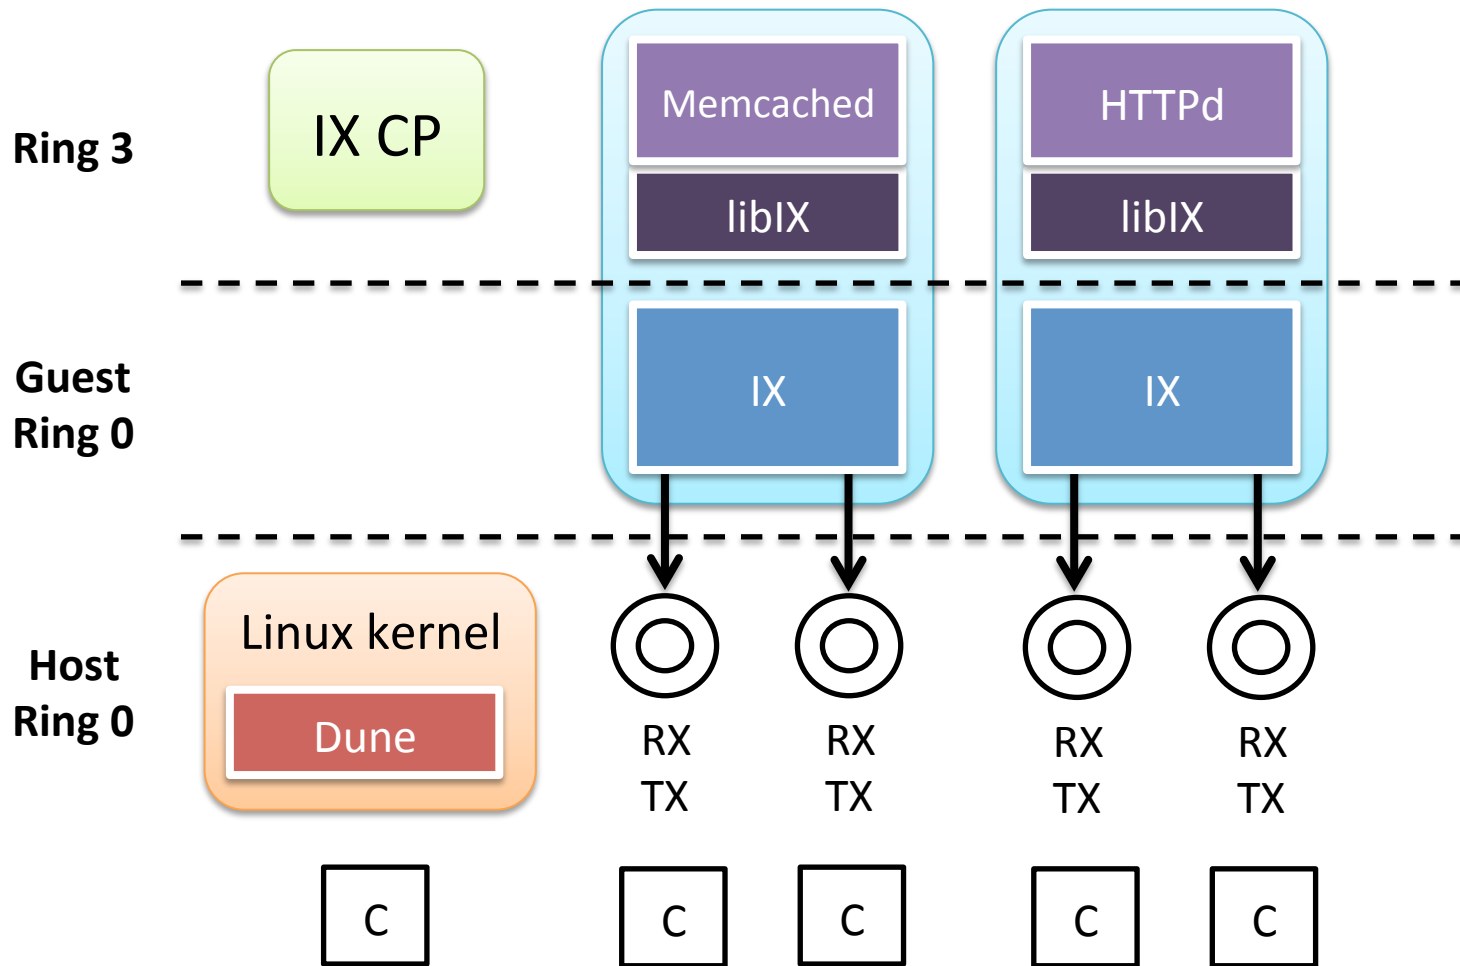 Ring 3
IX CP
Memcached
HTTPd
libIX
libIX
Guest
Ring 0
IX
IX
Host
Ring 0
Linux kernel
Dune
RX
TX
RX
TX
RX
TX
RX
TX
C
C
C
C
C